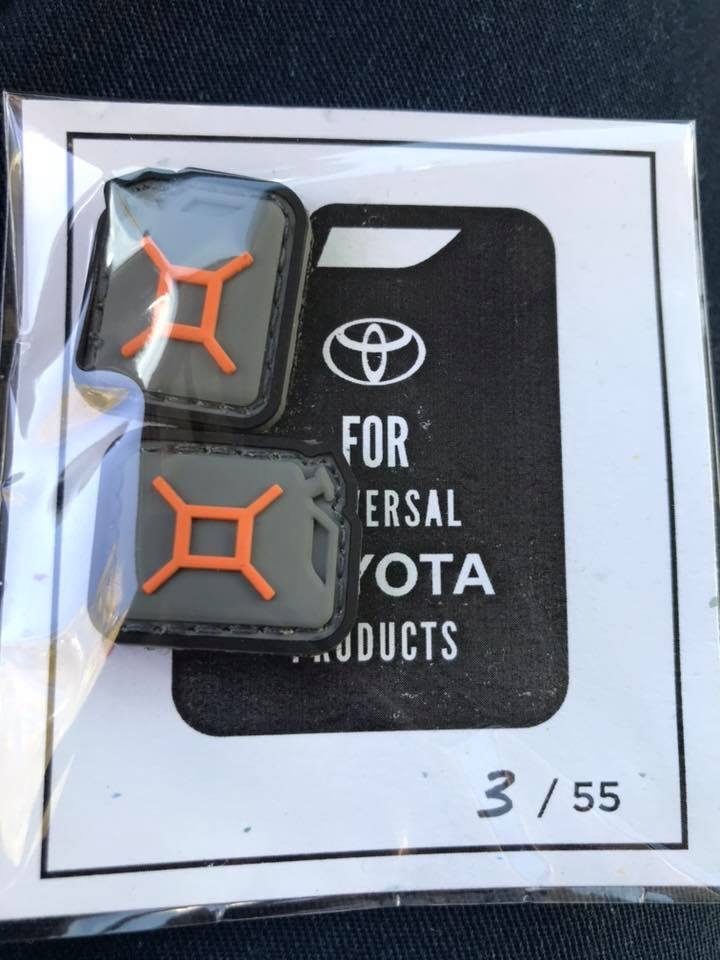 FOR
VERSAL
YOTA
PRODUCTS
3 / 55